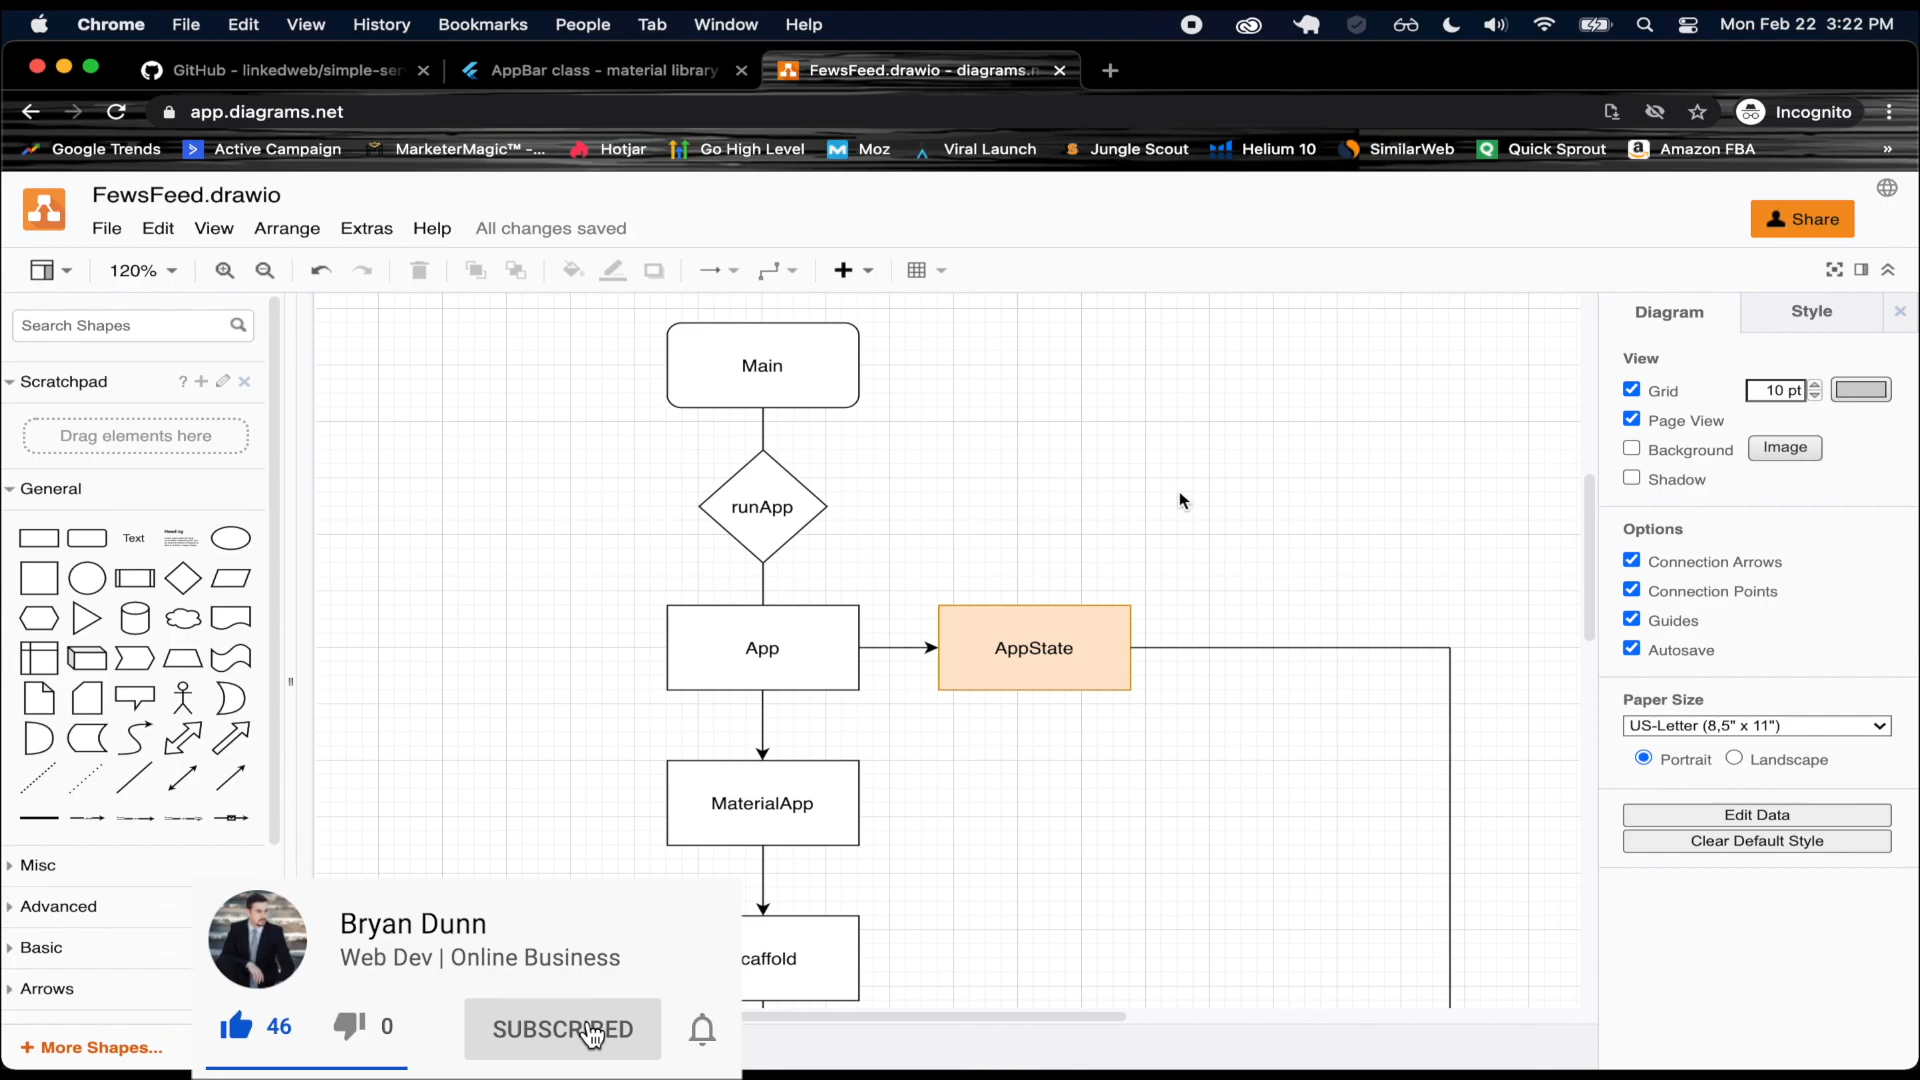 Chrome File Edit View History Bookmarks People Tab Window Help Mon Feb 22 3:22 PM
GitHub - linkedweb/simple-ser AppBar class - material library FewsFeed.drawio - diagrams.n
app.diagrams.net Incognito
Google Trends Active Campaign MarketerMagic™ -... Hotjar Go High Level Moz Viral Launch Jungle Scout Helium 10 SimilarWeb Quick Sprout Amazon FBA »
FewsFeed.drawio
File Edit View Arrange Extras Help All changes saved
Share
120%
Search Shapes
Scratchpad ?
Drag elements here
General
Text
Heading
Misc
Advanced
Basic
Arrows
+ More Shapes...
Main
runApp
App
AppState
MaterialApp
caffold
Diagram
Style
View
Grid 10 pt
Page View
Background Image
Shadow
Options
Connection Arrows
Connection Points
Guides
Autosave
Paper Size
US-Letter (8,5" x 11")
Portrait Landscape
Edit Data
Clear Default Style
Bryan Dunn
Web Dev | Online Business
46 0 SUBSCRIBED